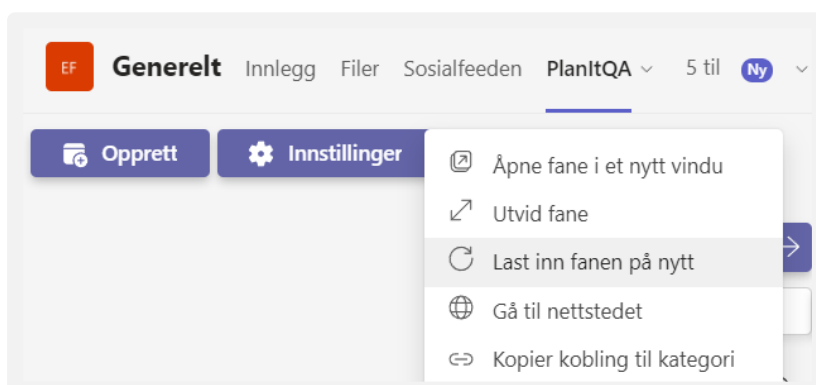 EF Generelt Innlegg Filer Sosialfeeden PlanItQA 5 til Ny
Opprett Innstillinger
Åpne fane i et nytt vindu
Utvid fane
Last inn fanen på nytt
Gå til nettstedet
Kopier kobling til kategori